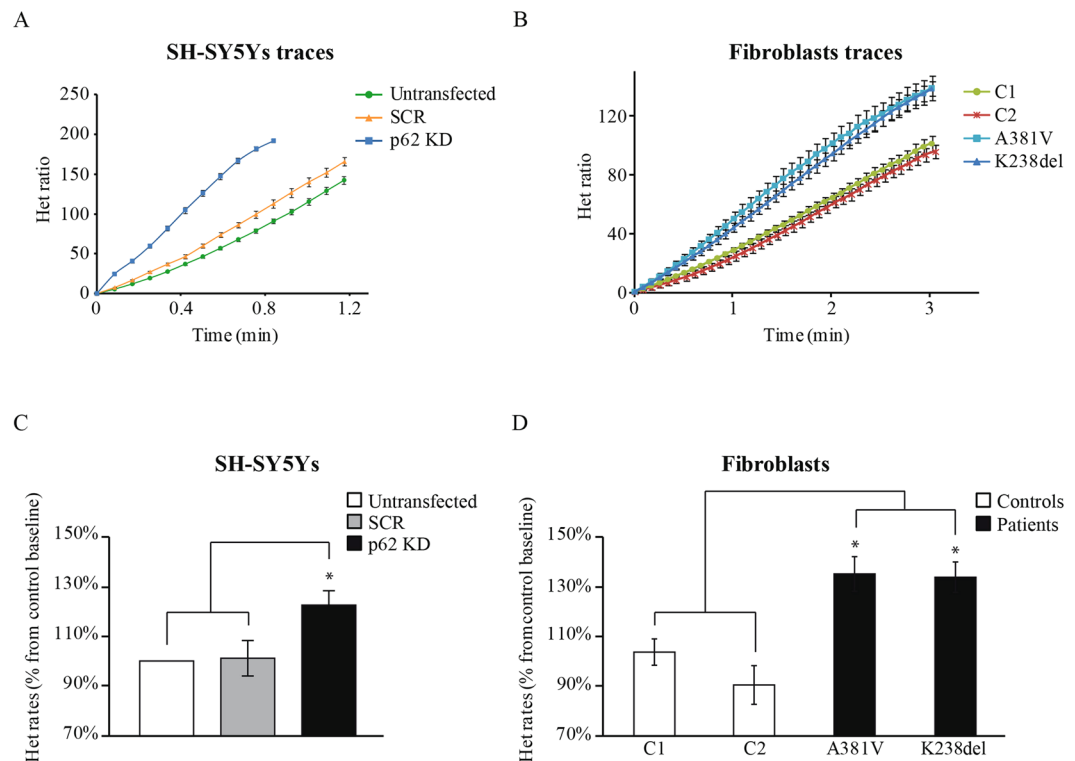 A
SH-SY5Ys traces
Het ratio
250
200
150
100
50
0
0
0.4
0.8
1.2
Time (min)
Untransfected
SCR
p62 KD
B
Fibroblasts traces
Het ratio
120
80
40
0
0
1
2
3
Time (min)
C1
C2
A381V
K238del
C
SH-SY5Ys
Het rates (% from control baseline)
150%
130%
110%
90%
70%
Untransfected
SCR
p62 KD
*
D
Fibroblasts
Het rates (% from control baseline)
150%
130%
110%
90%
70%
Controls
Patients
*
*
C1
C2
A381V
K238del